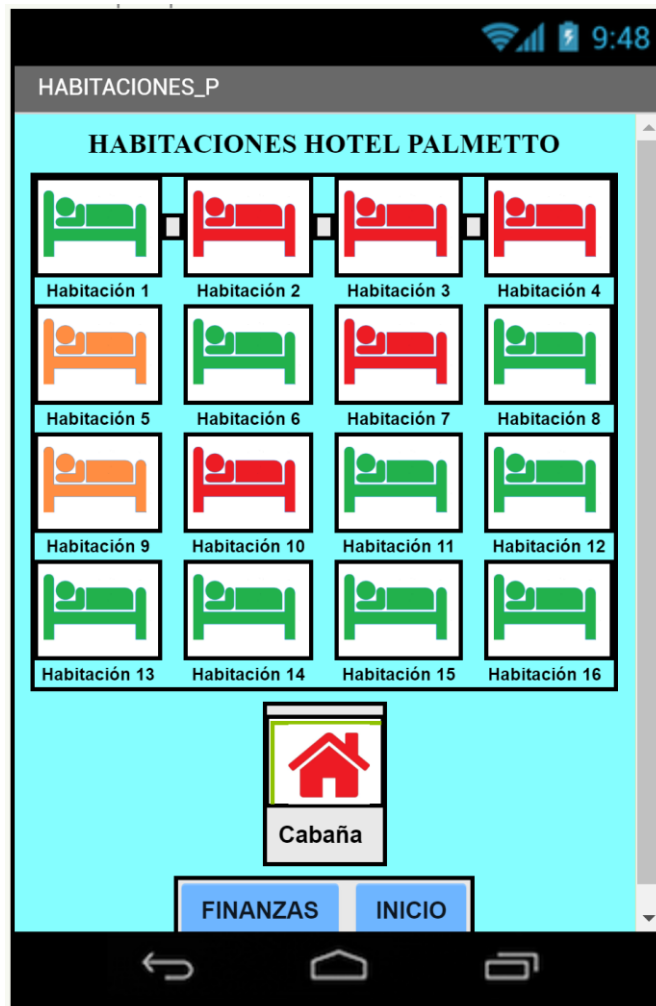 9:48
HABITACIONES_P
HABITACIONES HOTEL PALMETTO
Habitación 1 Habitación 2 Habitación 3 Habitación 4
Habitación 5 Habitación 6 Habitación 7 Habitación 8
Habitación 9 Habitación 10 Habitación 11 Habitación 12
Habitación 13 Habitación 14 Habitación 15 Habitación 16
Cabaña
FINANZAS INICIO